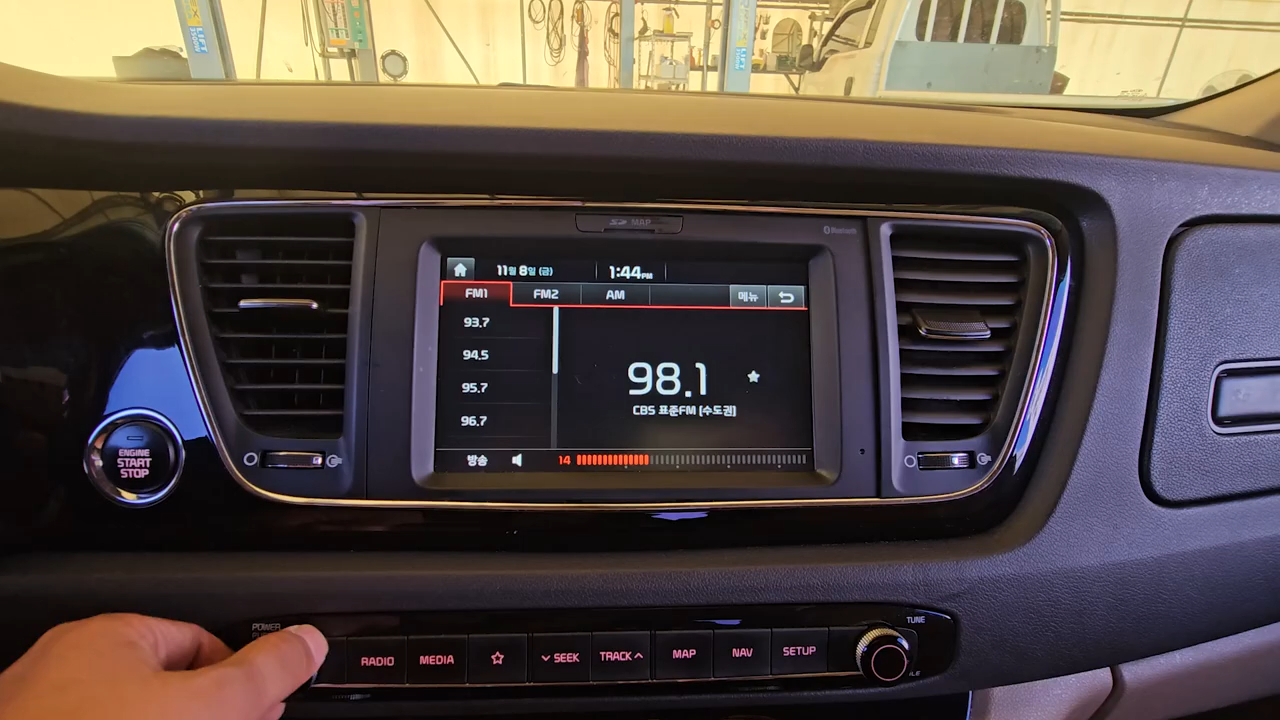 LIFT
SD MAP
Bluetooth
11월 8일 (금)
1:44PM
FM1
FM2
AM
메뉴
93.7
94.5
95.7
96.7
98.1
CBS 표준FM [수도권]
방송
14
ENGINE
START
STOP
POWER
TUNE
RADIO
MEDIA
SEEK
TRACK
MAP
NAV
SETUP